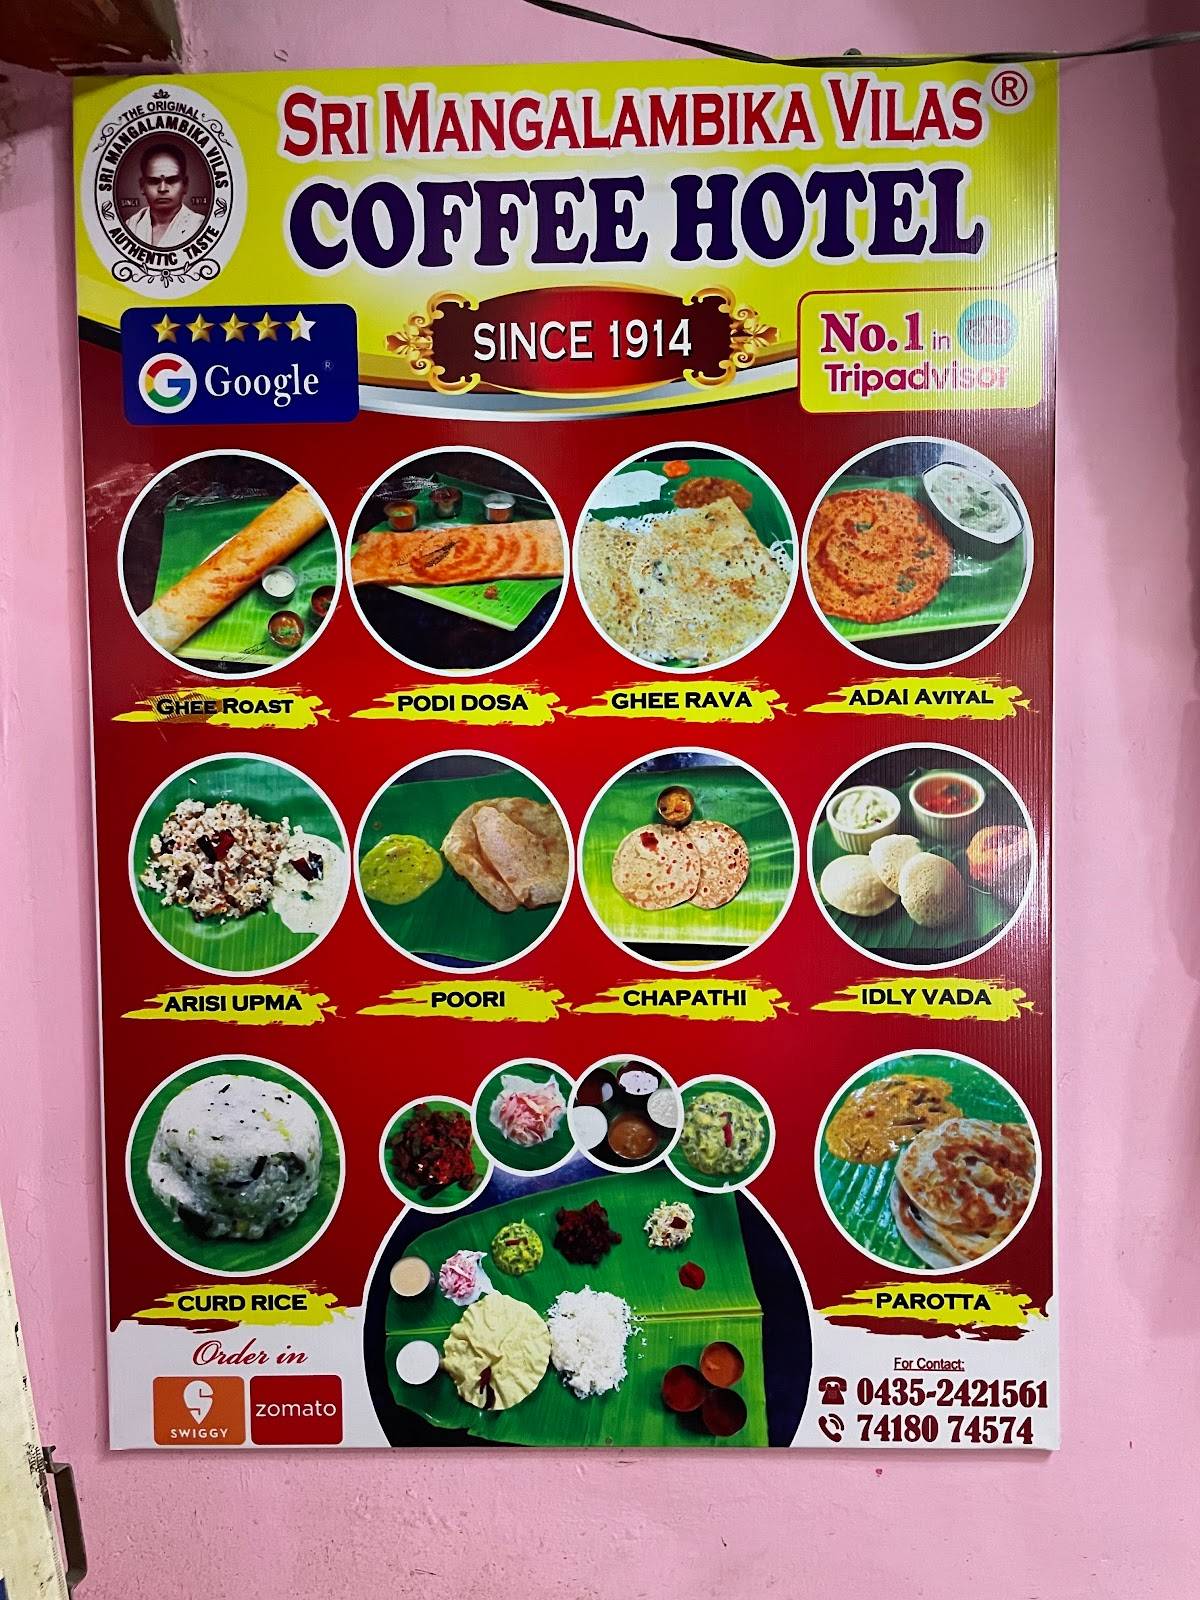 THE ORIGINAL
SRI MANGALAMBIKA VILAS
SINCE 1914
AUTHENTIC TASTE
SRI MANGALAMBIKA VILAS®
COFFEE HOTEL
SINCE 1914
Google®
No.1 in
Tripadvisor
GHEE ROAST
PODI DOSA
GHEE RAVA
ADAI AVIYAL
ARISI UPMA
POORI
CHAPATHI
IDLY VADA
CURD RICE
PAROTTA
Order in
SWIGGY
zomato
For Contact:
0435-2421561
74180 74574